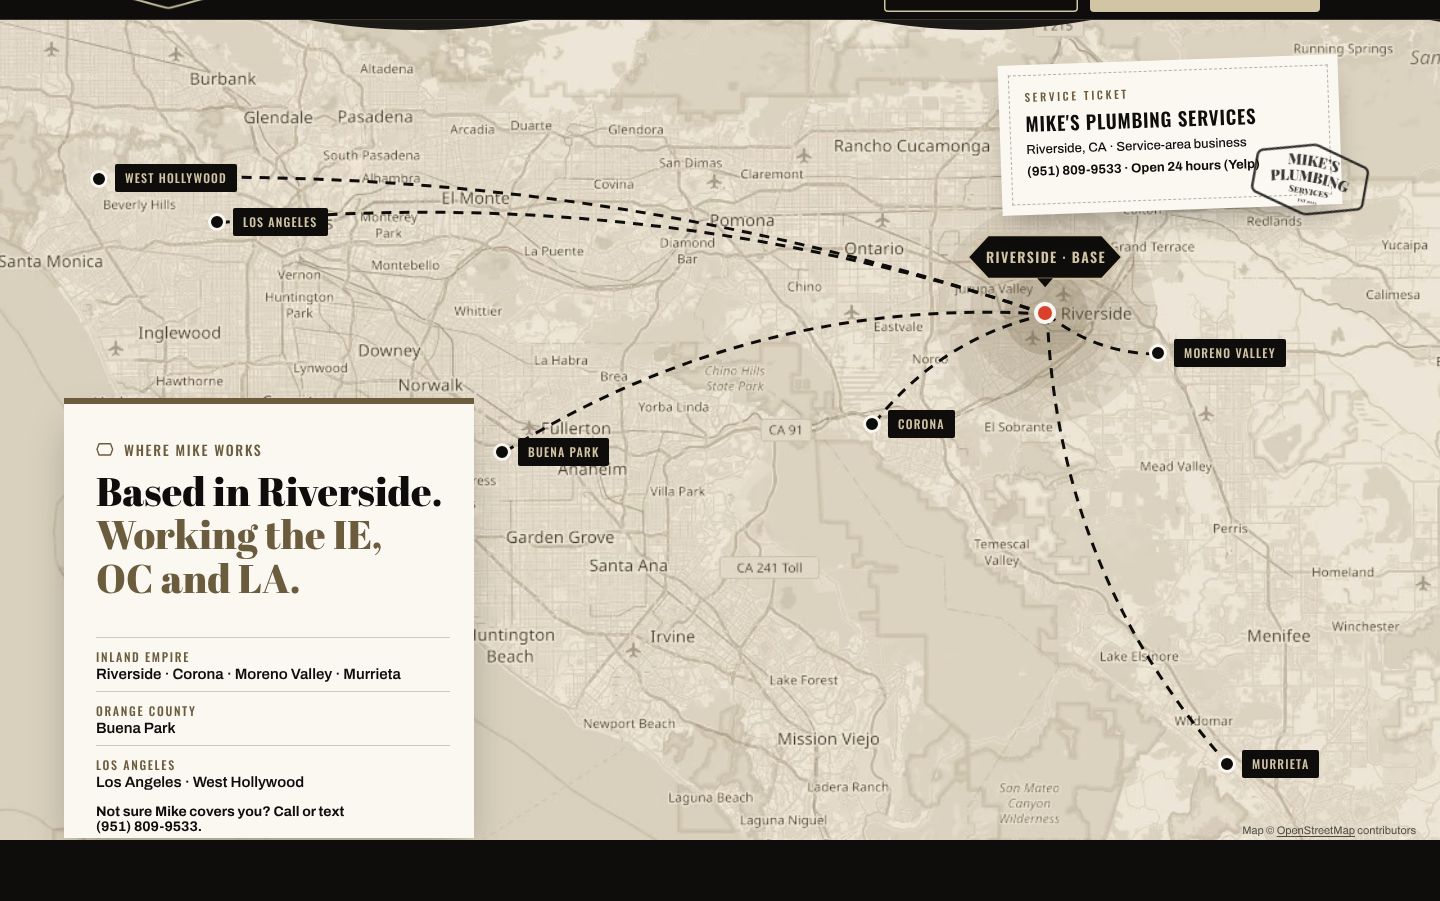 I 215
Running Springs
San
Burbank
Altadena
Glendale
Pasadena
Arcadia
Duarte
Glendora
South Pasadena
San Dimas
Claremont
Rancho Cucamonga
SERVICE TICKET
MIKE'S PLUMBING SERVICES
Riverside, CA · Service-area business
(951) 809-9533 · Open 24 hours (Yelp)
MIKE'S
PLUMBING
SERVICES
WEST HOLLYWOOD
Alhambra
Covina
El Monte
Beverly Hills
LOS ANGELES
Monterey
Park
Pomona
Colton
Redlands
Santa Monica
Montebello
La Puente
Diamond
Bar
Ontario
RIVERSIDE · BASE
Grand Terrace
Yucaipa
Vernon
Huntington
Park
Whittier
Chino
Jurupa Valley
Calimesa
Inglewood
Eastvale
Riverside
Downey
La Habra
Norco
MORENO VALLEY
Hawthorne
Lynwood
Norwalk
Brea
Chino Hills
State Park
Yorba Linda
Fullerton
CA 91
CORONA
El Sobrante
BUENA PARK
Anaheim
ress
Villa Park
Mead Valley
Garden Grove
Santa Ana
CA 241 Toll
Temescal
Valley
Perris
Homeland
WHERE MIKE WORKS
Based in Riverside.
Working the IE,
OC and LA.
INLAND EMPIRE
Riverside · Corona · Moreno Valley · Murrieta
ORANGE COUNTY
Buena Park
LOS ANGELES
Los Angeles · West Hollywood
Not sure Mike covers you? Call or text
(951) 809-9533.
Huntington
Beach
Irvine
Lake Forest
Newport Beach
Mission Viejo
Laguna Beach
Ladera Ranch
Laguna Niguel
San Mateo
Canyon
Wilderness
Lake Elsinore
Menifee
Winchester
Wildomar
MURRIETA
Map © OpenStreetMap contributors